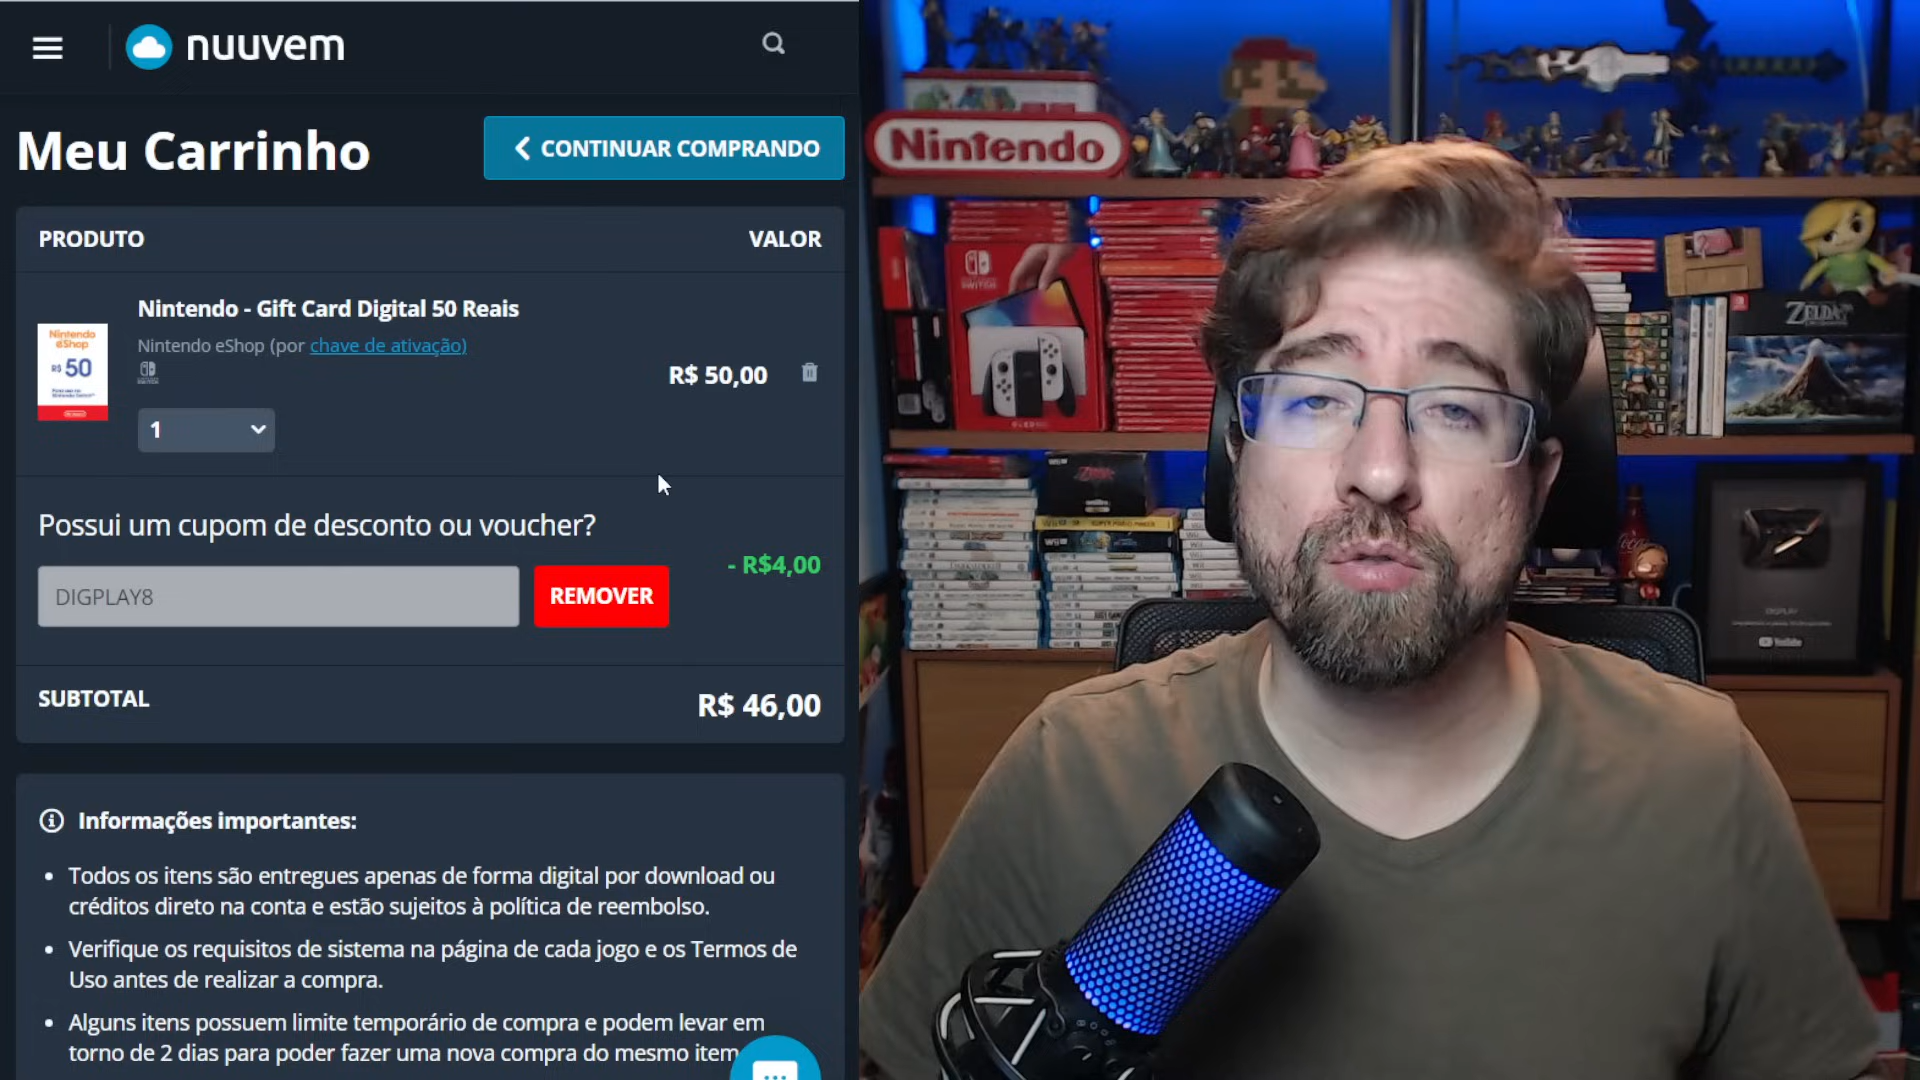 nuuvem
Meu Carrinho
CONTINUAR COMPRANDO
PRODUTO
VALOR
Nintendo - Gift Card Digital 50 Reais
Nintendo eShop (por chave de ativação)
R$ 50,00
1
Nintendo
eShop
R$ 50
Possui um cupom de desconto ou voucher?
- R$4,00
DIGPLAY8
REMOVER
SUBTOTAL
R$ 46,00
Informações importantes:
• Todos os itens são entregues apenas de forma digital por download ou
créditos direto na conta e estão sujeitos à política de reembolso.
• Verifique os requisitos de sistema na página de cada jogo e os Termos de
Uso antes de realizar a compra.
• Alguns itens possuem limite temporário de compra e podem levar em
torno de 2 dias para poder fazer uma nova compra do mesmo item
Nintendo
ZELDA
YouTube